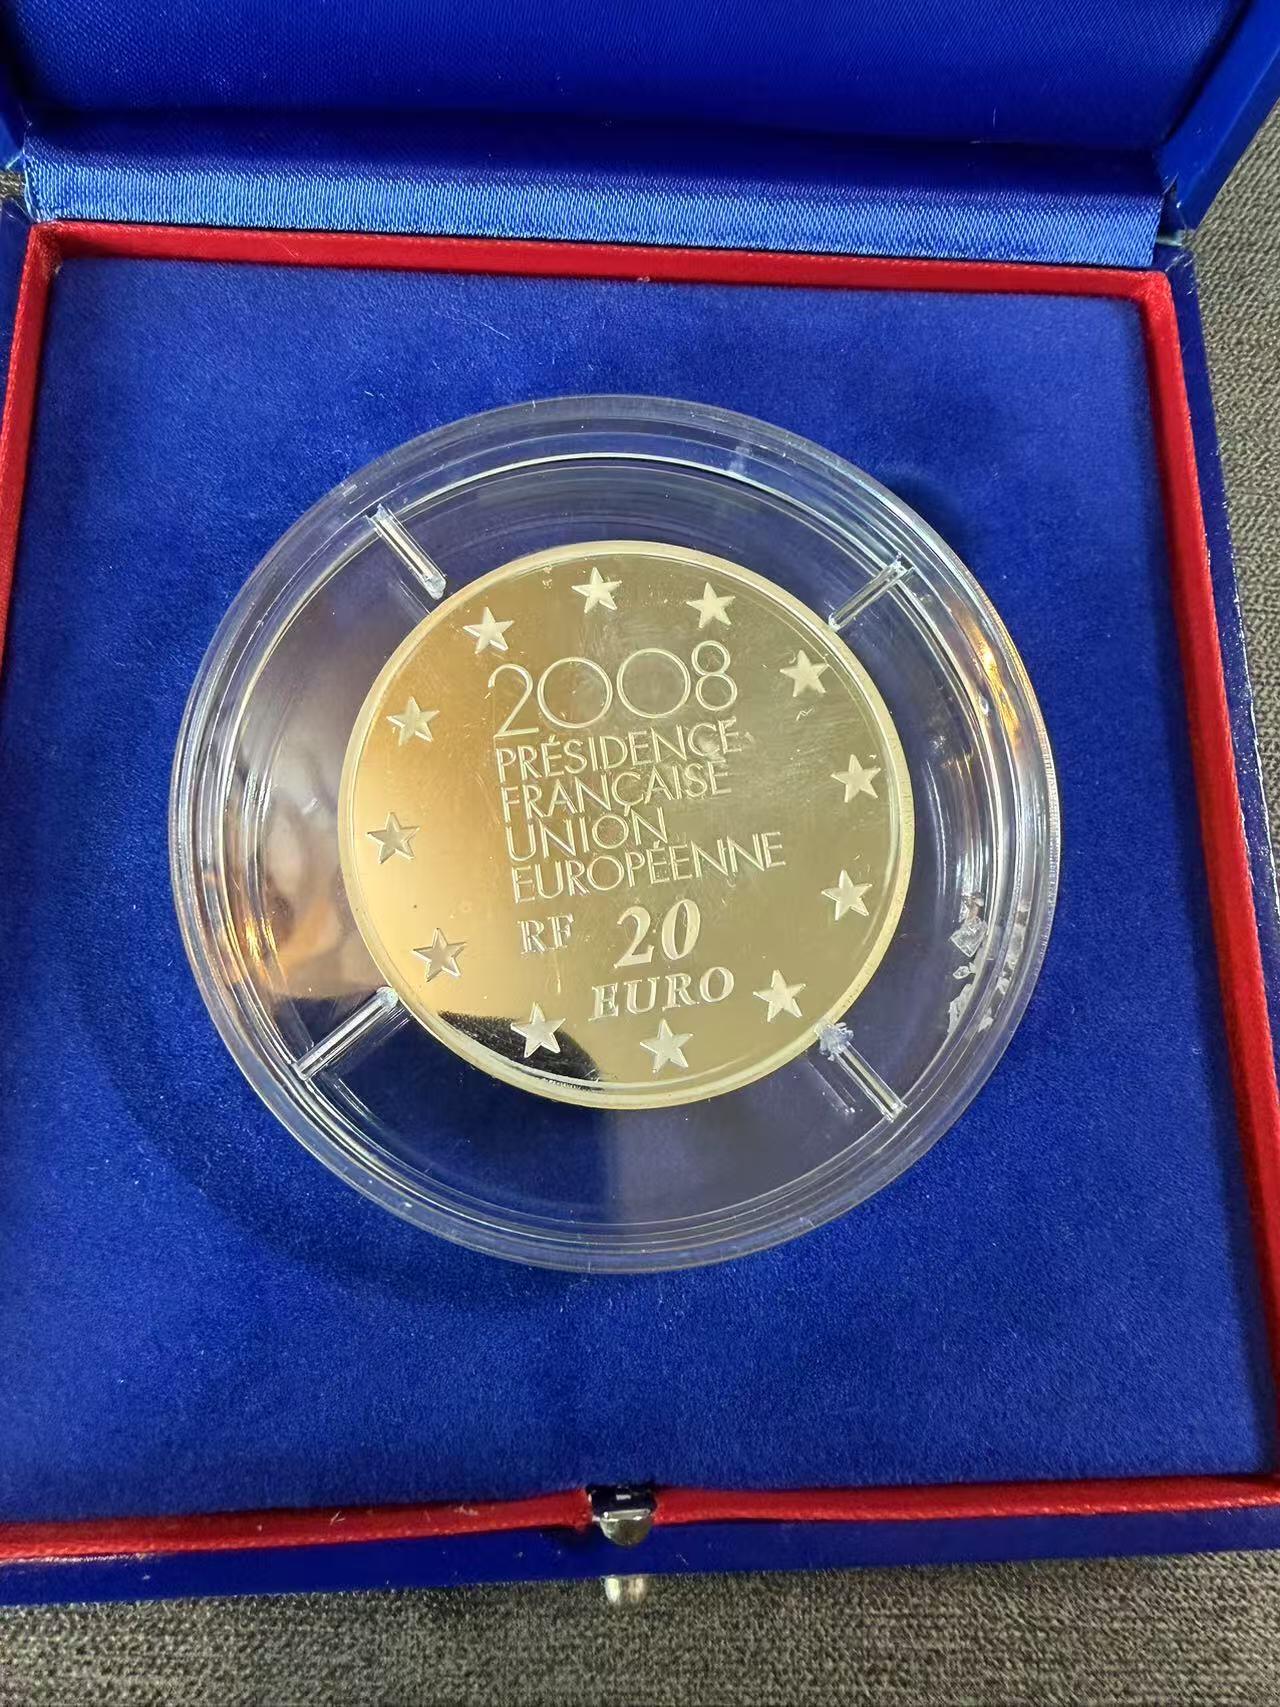 2008
PRÉSIDENCE
FRANÇAISE
UNION
EUROPÉENNE
RF 20
EURO